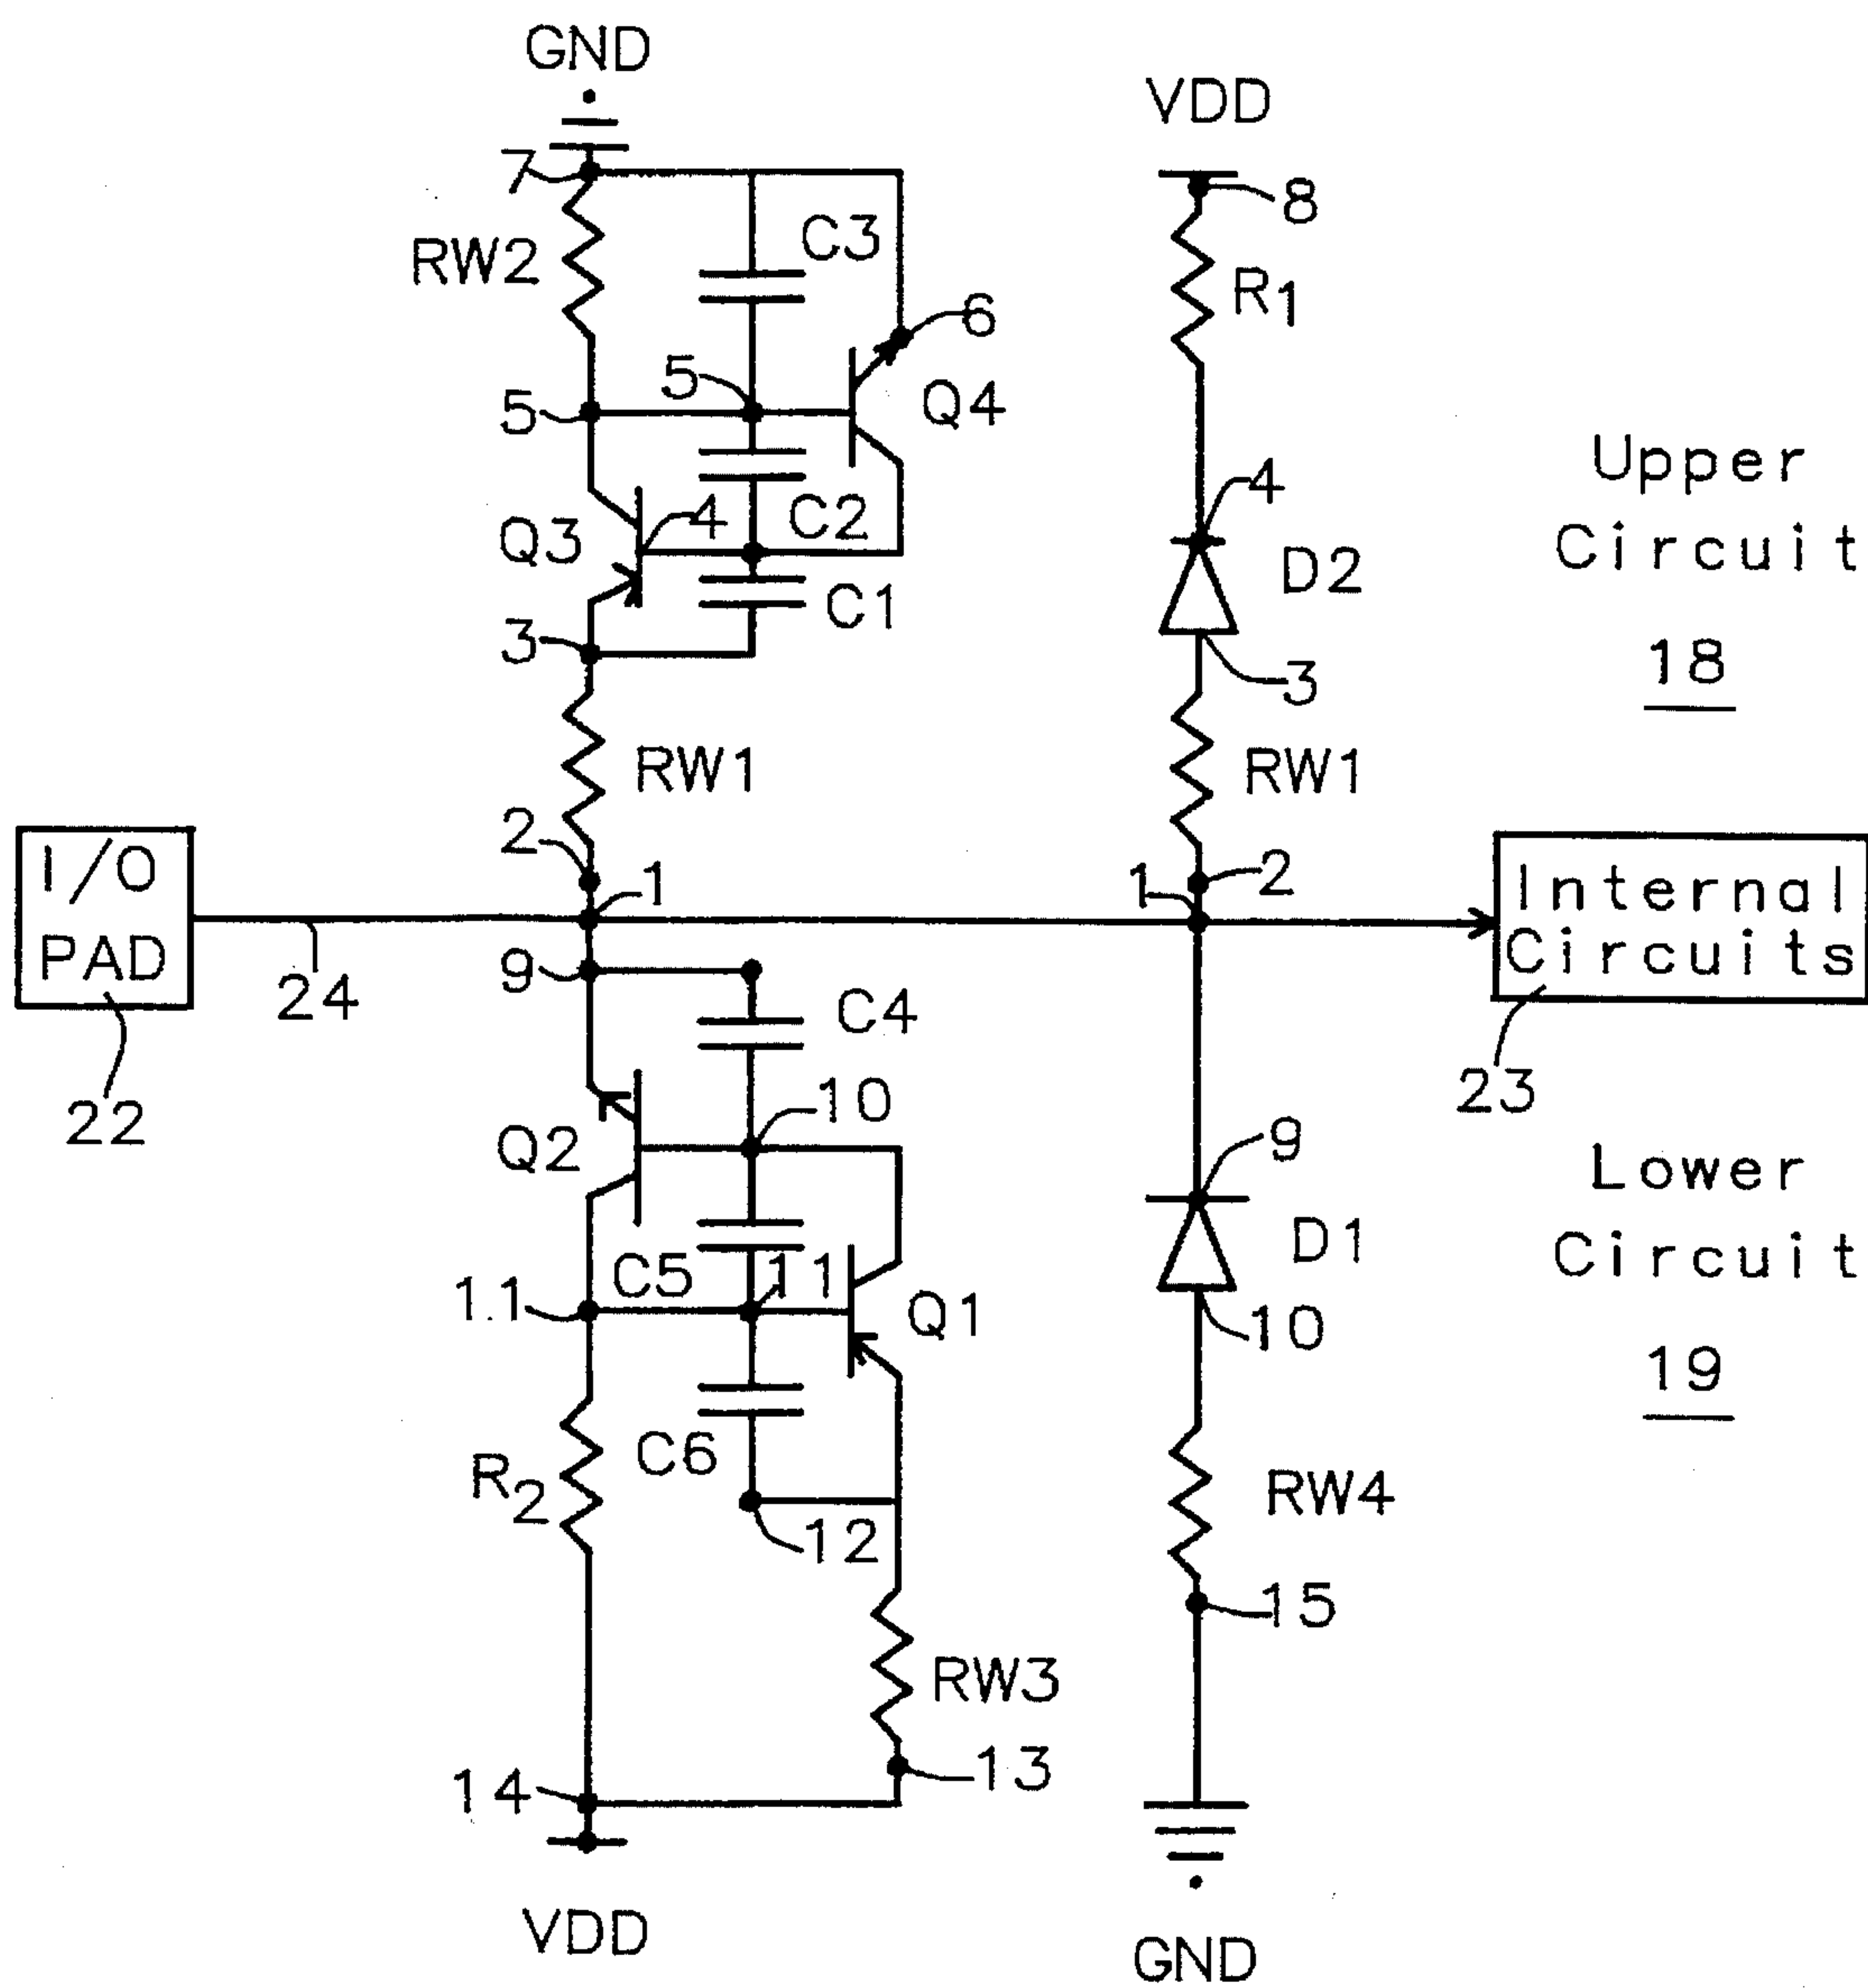 GND
VDD
7
8
RW2
C3
R1
6
5
5
Q4
Upper
4
Circuit
Q3
4
C2
D2
C1
3
18
3
RW1
RW1
2
I/O
PAD
1
1
2
Internal
Circuits
9
24
C4
22
10
23
Q2
9
Lower
C5
11
D1
Circuit
1.1
Q1
10
19
R2
C6
RW4
12
15
RW3
13
14
VDD
GND